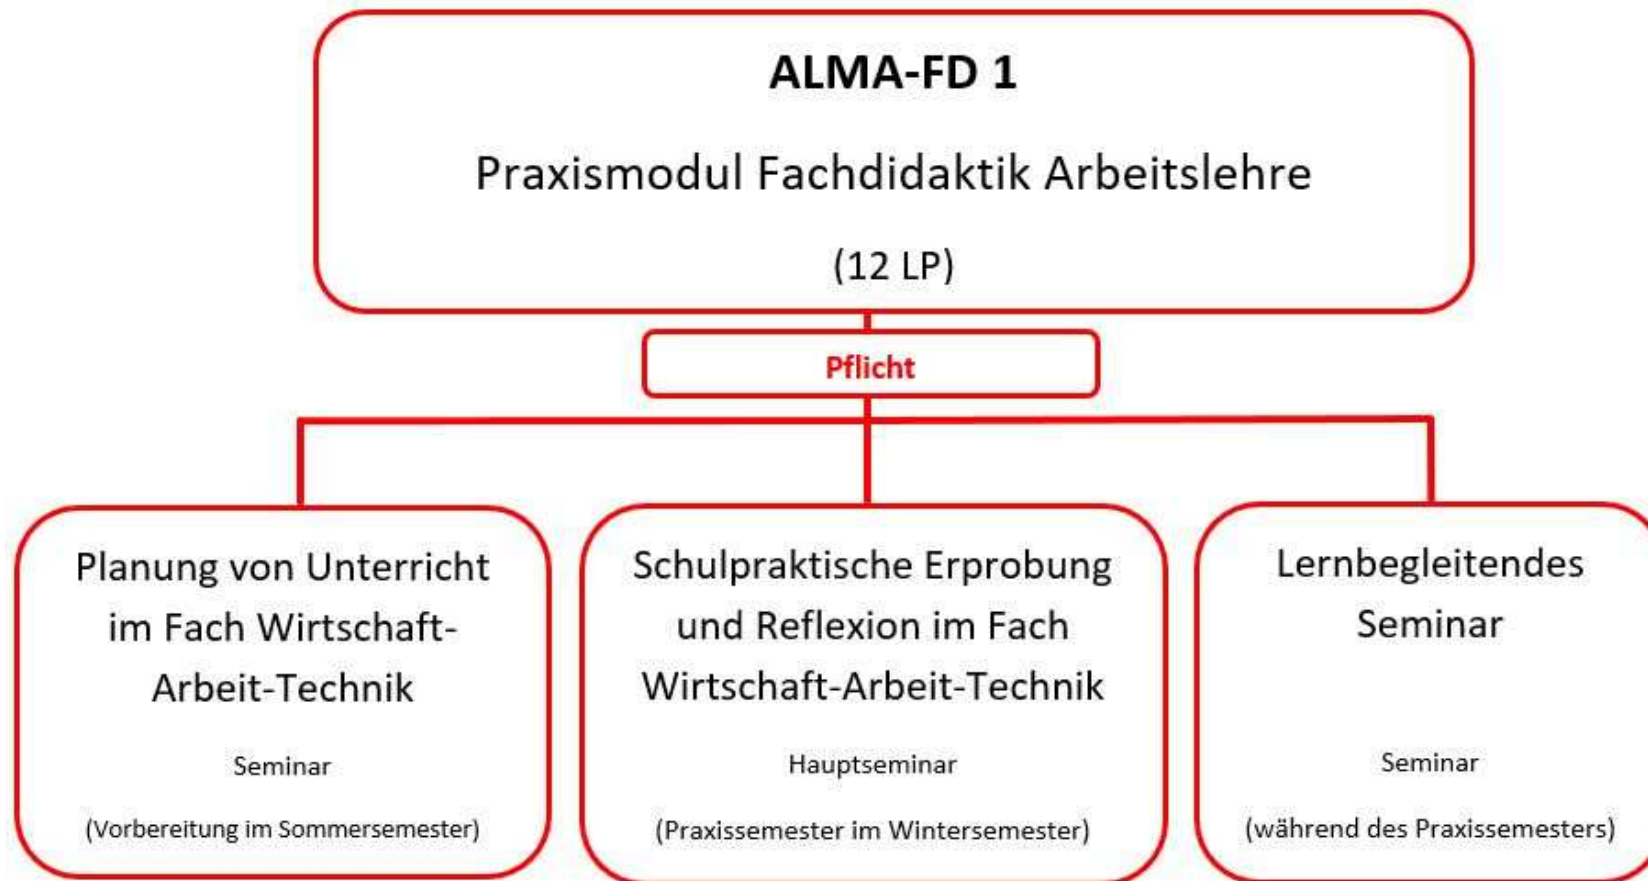 ALMA-FD 1
Praxismodul Fachdidaktik Arbeitslehre
(12 LP)
Pflicht
Planung von Unterricht
im Fach Wirtschaft-
Arbeit-Technik
Seminar
(Vorbereitung im Sommersemester)
Schulpraktische Erprobung
und Reflexion im Fach
Wirtschaft-Arbeit-Technik
Hauptseminar
(Praxissemester im Wintersemester)
Lernbegleitendes
Seminar
Seminar
(während des Praxissemesters)